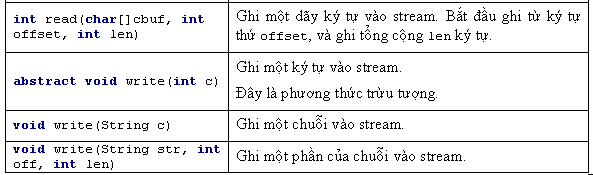 int read(char[]cbuf, int offset, int len)
Ghi một dãy ký tự vào stream. Bắt đầu ghi từ ký tự
thứ offset, và ghi tổng cộng len ký tự.
abstract void write(int c)
Ghi một ký tự vào stream.
Đây là phương thức trừu tượng.
void write(String c)
Ghi một chuỗi vào stream.
void write(String str, int off, int len)
Ghi một phần của chuỗi vào stream.